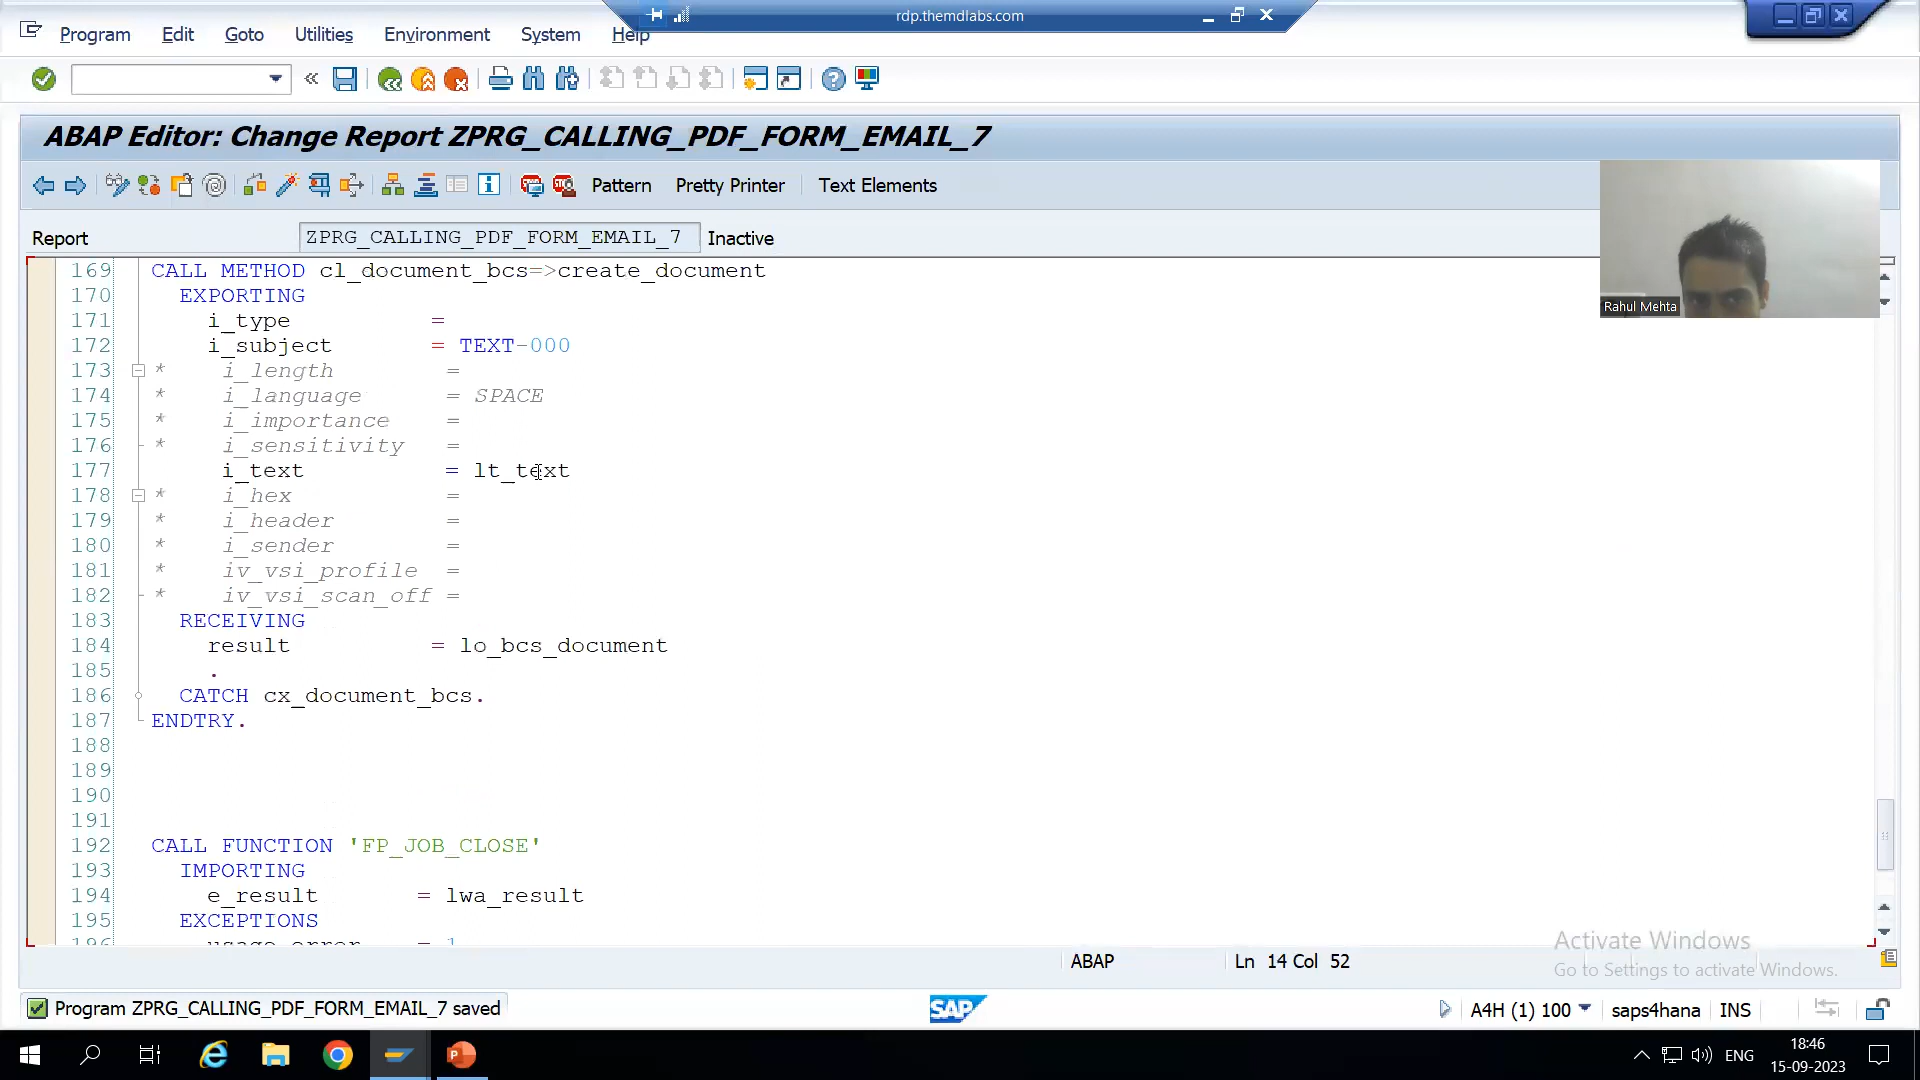 rdp.themdlabs.com
Program Edit Goto Utilities Environment System Help
ABAP Editor: Change Report ZPRG_CALLING_PDF_FORM_EMAIL_7
Pattern Pretty Printer Text Elements
Report ZPRG_CALLING_PDF_FORM_EMAIL_7 Inactive
Rahul Mehta
169 CALL METHOD cl_document_bcs=>create_document
170 EXPORTING
171 i_type =
172 i_subject = TEXT-000
173 * i_length =
174 * i_language = SPACE
175 * i_importance =
176 * i_sensitivity =
177 i_text = lt_text
178 * i_hex =
179 * i_header =
180 * i_sender =
181 * iv_vsi_profile =
182 * iv_vsi_scan_off =
183 RECEIVING
184 result = lo_bcs_document
185 .
186 CATCH cx_document_bcs.
187 ENDTRY.
188
189
190
191
192 CALL FUNCTION 'FP_JOB_CLOSE'
193 IMPORTING
194 e_result = lwa_result
195 EXCEPTIONS
196 usage_error = 1
ABAP Ln 14 Col 52
Activate Windows
Go to Settings to activate Windows.
Program ZPRG_CALLING_PDF_FORM_EMAIL_7 saved
SAP
A4H (1) 100 saps4hana INS
ENG
18:46
15-09-2023